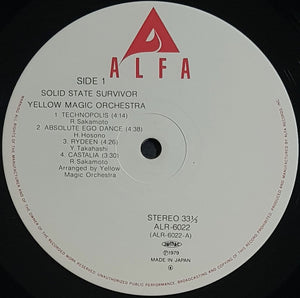 ALFA
SIDE 1
SOLID STATE SURVIVOR
YELLOW MAGIC ORCHESTRA
1 TECHNOPOLIS (4:14)
R. Sakamoto
2 ABSOLUTE EGO DANCE (4:38)
H. Hosono
3 RYDEEN (4:26)
Y. Takahashi
4 CASTALIA (3:30)
R. Sakamoto
Arranged by Yellow
Magic Orchestra
STEREO 33⅓
ALR-6022
(ALR-6022-A)
℗1979
MADE IN JAPAN